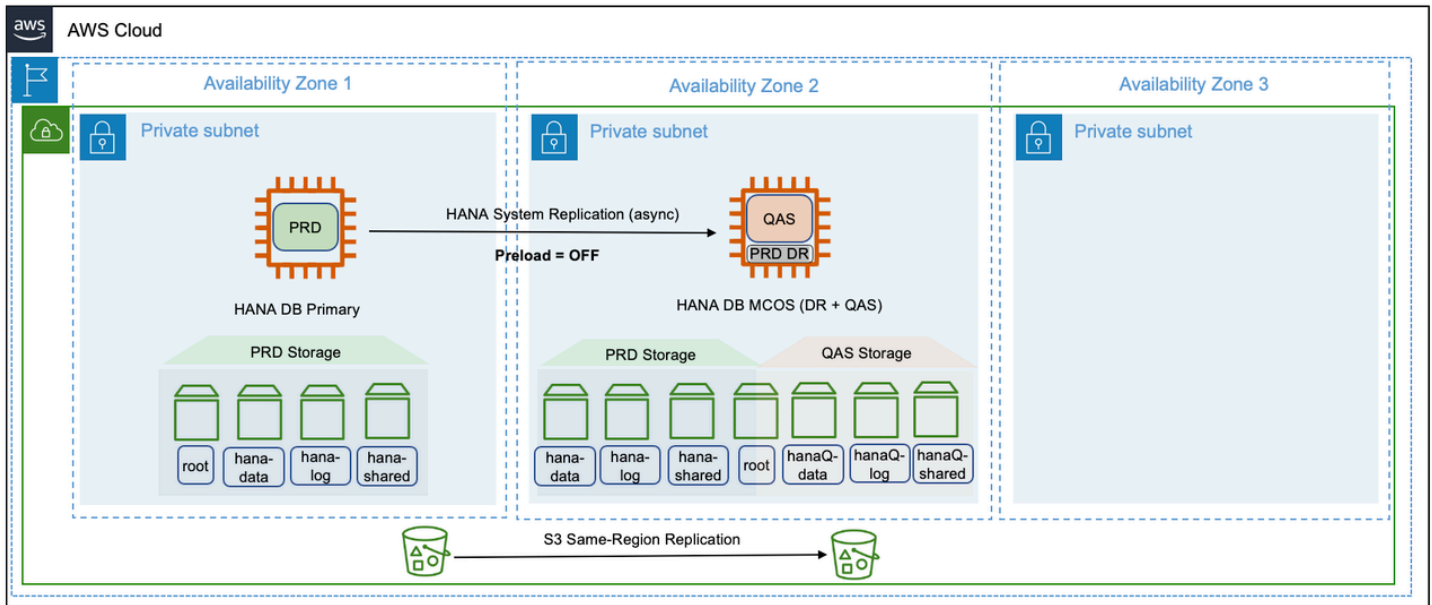 aws
AWS Cloud
Availability Zone 1
Availability Zone 2
Availability Zone 3
Private subnet
Private subnet
Private subnet
PRD
HANA System Replication (async)
Preload = OFF
QAS
PRD DR
HANA DB Primary
HANA DB MCOS (DR + QAS)
PRD Storage
PRD Storage
QAS Storage
root
hana-
data
hana-
log
hana-
shared
hana-
data
hana-
log
hana-
shared
root
hanaQ-
data
hanaQ-
log
hanaQ-
shared
S3 Same-Region Replication